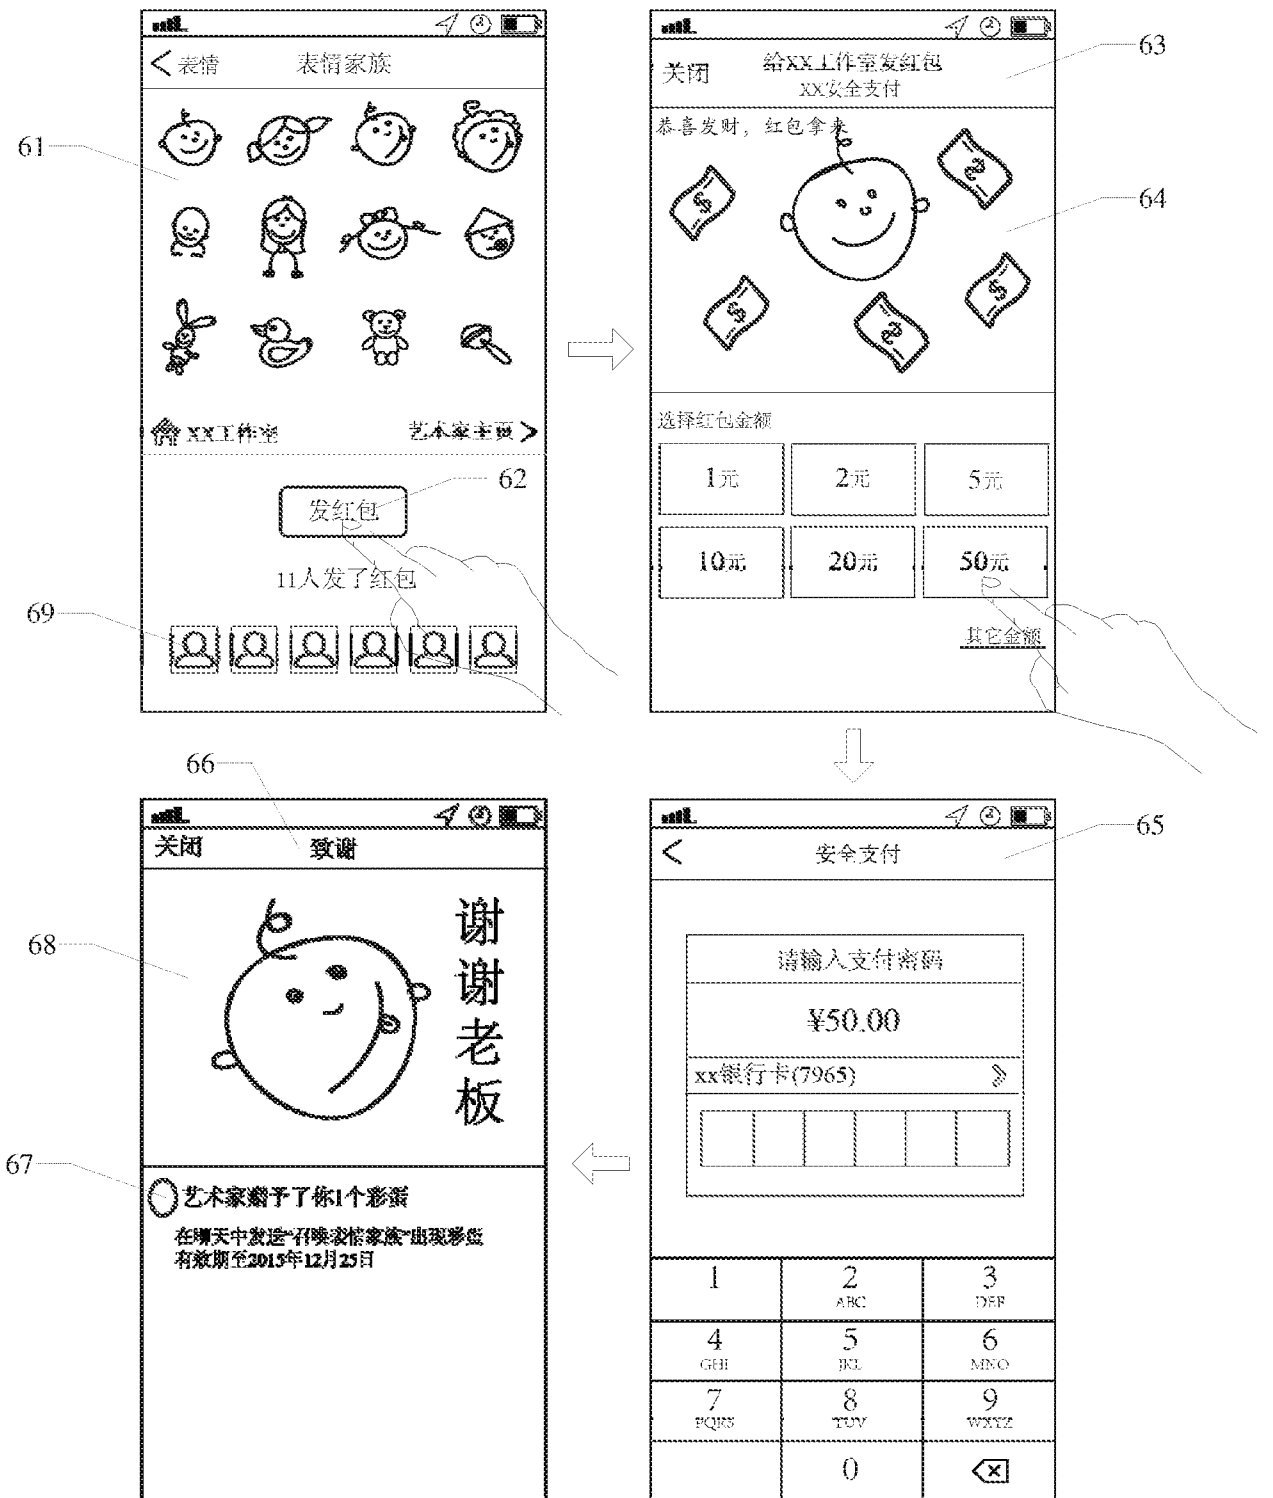 表情
表情家族
61
XX工作室
艺术家主页
62
发红包
11人发了红包
69
63
关闭
给XX工作室发红包
XX安全支付
恭喜发财，红包拿来
64
$
$
$
$
$
选择红包金额
1元
2元
5元
10元
20元
50元
其它金额
66
关闭
致谢
68
谢谢老板
67
艺术家赠予了你1个彩蛋
在聊天中发送“召唤表情家族”出现彩蛋
有效期至2015年12月25日
65
安全支付
请输入支付密码
¥50.00
xx银行卡(7965)
1
2
ABC
3
DEF
4
GHI
5
JKL
6
MNO
7
PQRS
8
TUV
9
WXYZ
0